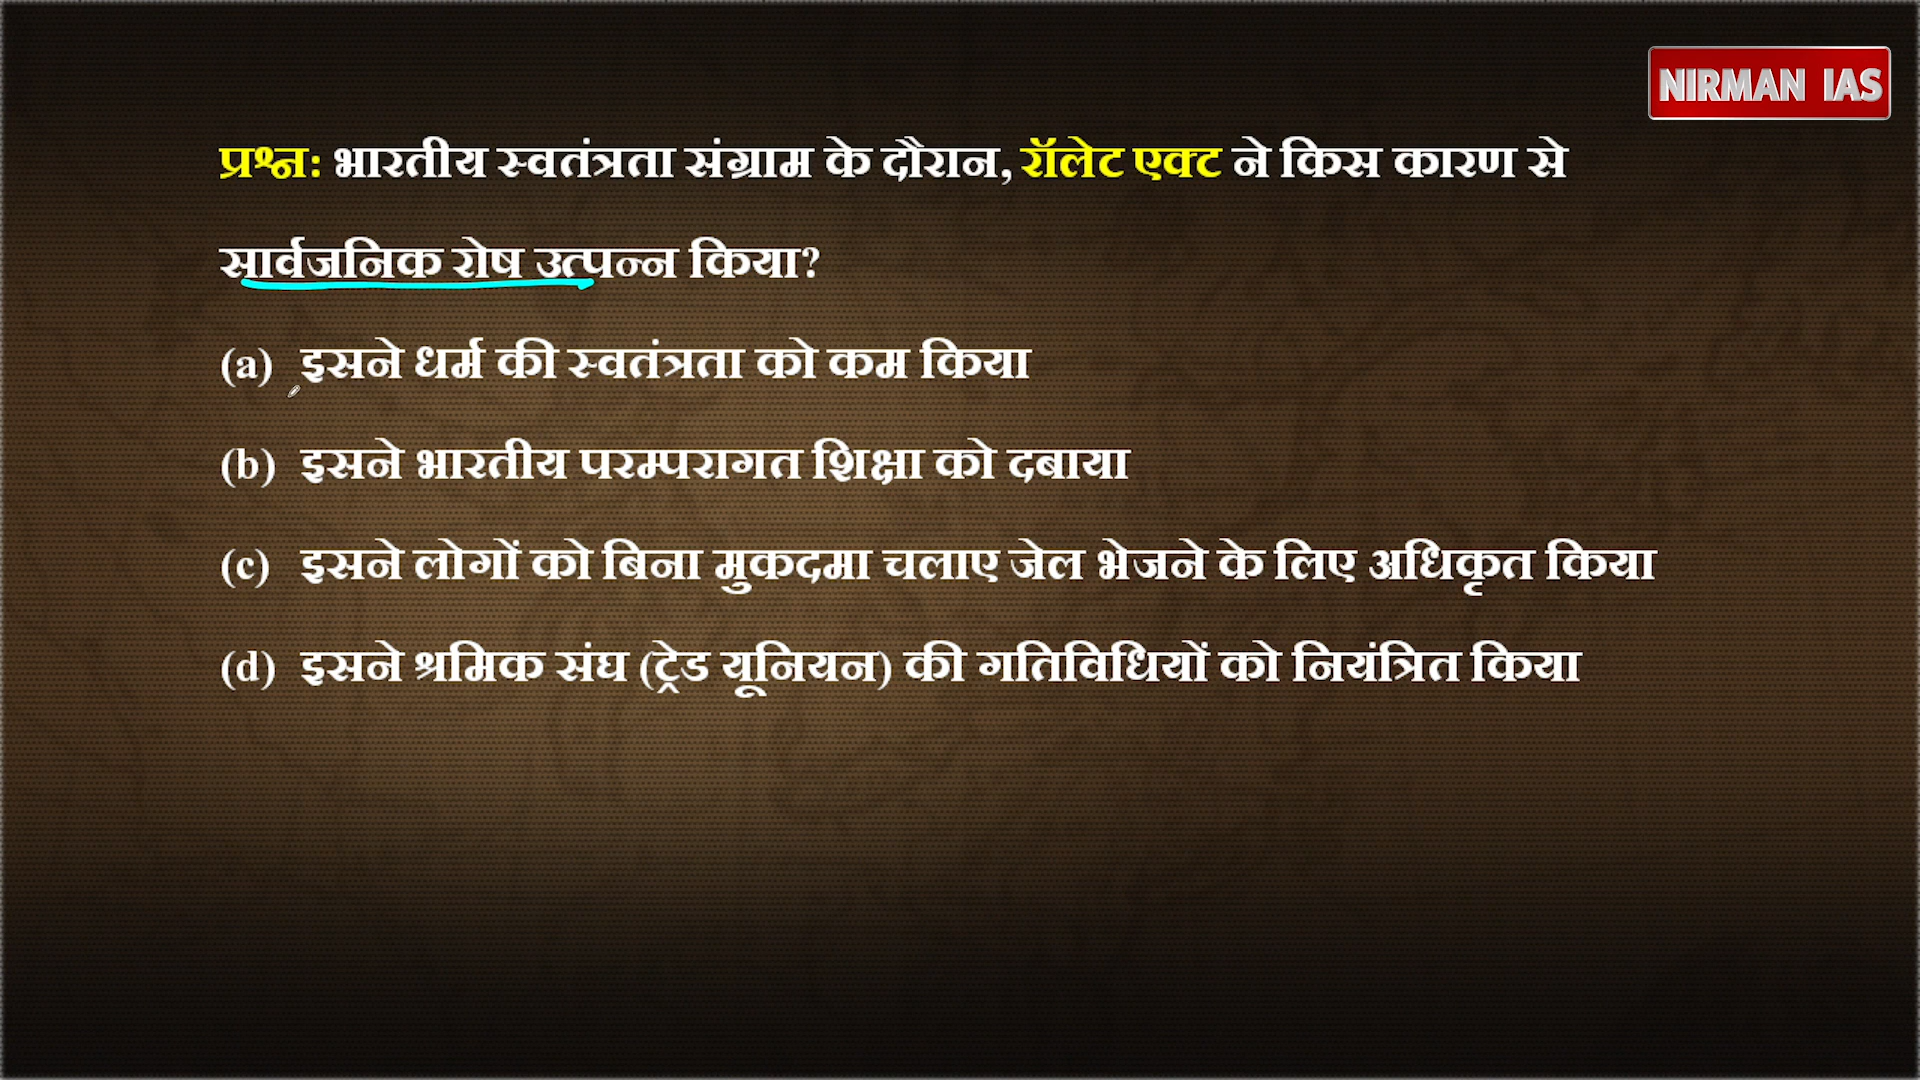 NIRMAN IAS
प्रश्न: भारतीय स्वतंत्रता संग्राम के दौरान, रॉलेट एक्ट ने किस कारण से
सार्वजनिक रोष उत्पन्न किया?
(a) इसने धर्म की स्वतंत्रता को कम किया
(b) इसने भारतीय परम्परागत शिक्षा को दबाया
(c) इसने लोगों को बिना मुकदमा चलाए जेल भेजने के लिए अधिकृत किया
(d) इसने श्रमिक संघ (ट्रेड यूनियन) की गतिविधियों को नियंत्रित किया